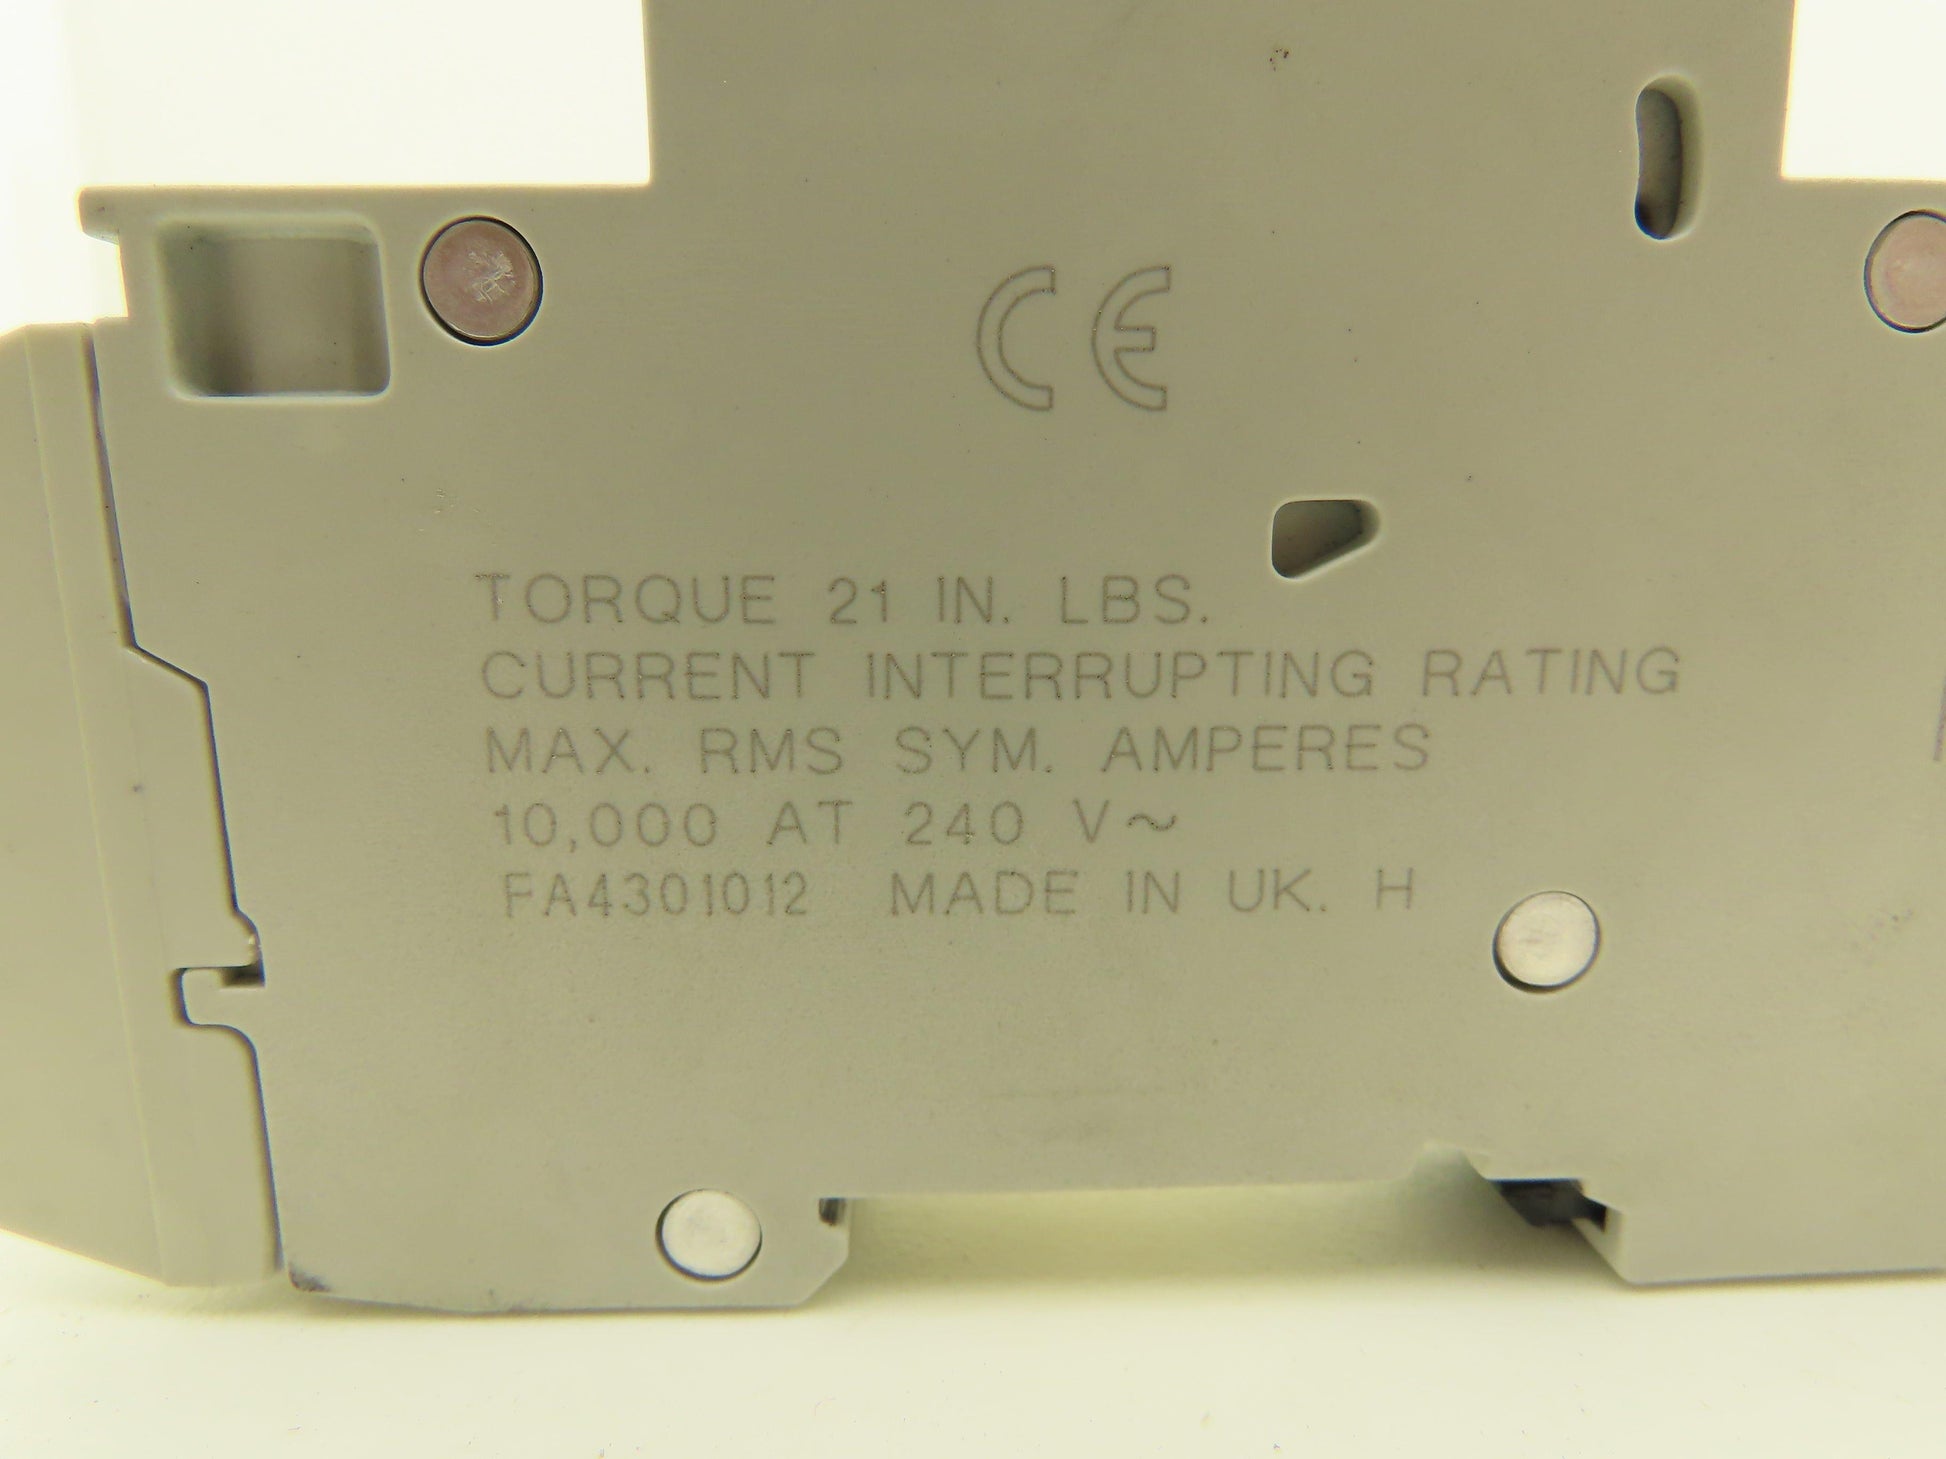 CE
TORQUE 21 IN. LBS.
CURRENT INTERRUPTING RATING
MAX. RMS SYM. AMPERES
10,000 AT 240 V~
FA4301012 MADE IN UK. H